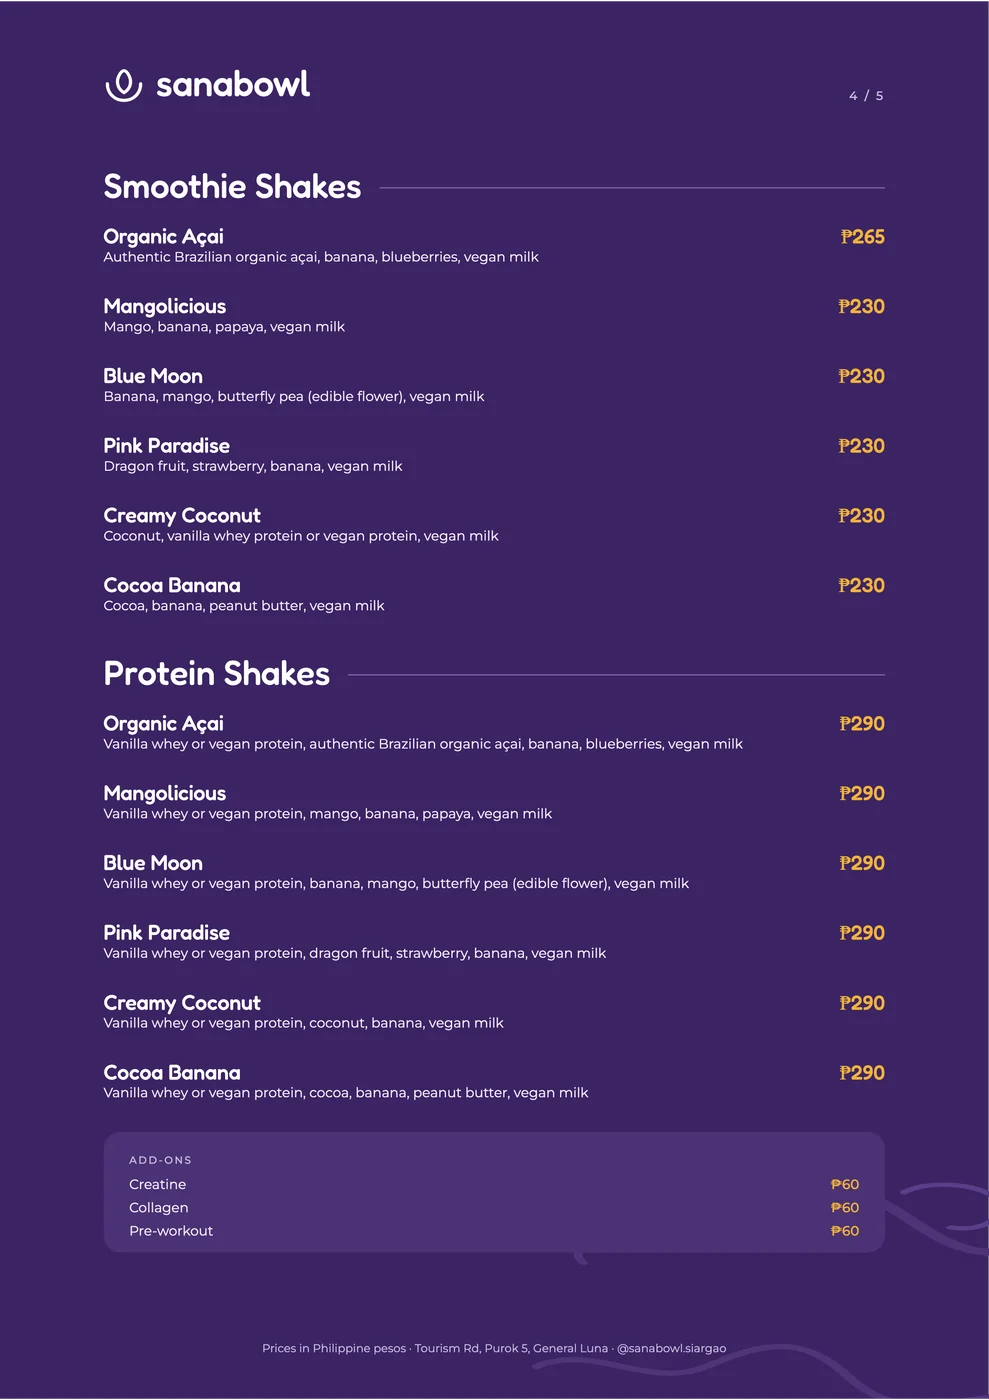 sanabowl
4 / 5
Smoothie Shakes
Organic Açai ₱265
Authentic Brazilian organic açai, banana, blueberries, vegan milk
Mangolicious ₱230
Mango, banana, papaya, vegan milk
Blue Moon ₱230
Banana, mango, butterfly pea (edible flower), vegan milk
Pink Paradise ₱230
Dragon fruit, strawberry, banana, vegan milk
Creamy Coconut ₱230
Coconut, vanilla whey protein or vegan protein, vegan milk
Cocoa Banana ₱230
Cocoa, banana, peanut butter, vegan milk
Protein Shakes
Organic Açai ₱290
Vanilla whey or vegan protein, authentic Brazilian organic açai, banana, blueberries, vegan milk
Mangolicious ₱290
Vanilla whey or vegan protein, mango, banana, papaya, vegan milk
Blue Moon ₱290
Vanilla whey or vegan protein, banana, mango, butterfly pea (edible flower), vegan milk
Pink Paradise ₱290
Vanilla whey or vegan protein, dragon fruit, strawberry, banana, vegan milk
Creamy Coconut ₱290
Vanilla whey or vegan protein, coconut, banana, vegan milk
Cocoa Banana ₱290
Vanilla whey or vegan protein, cocoa, banana, peanut butter, vegan milk
ADD-ONS
Creatine ₱60
Collagen ₱60
Pre-workout ₱60
Prices in Philippine pesos · Tourism Rd, Purok 5, General Luna · @sanabowl.siargao